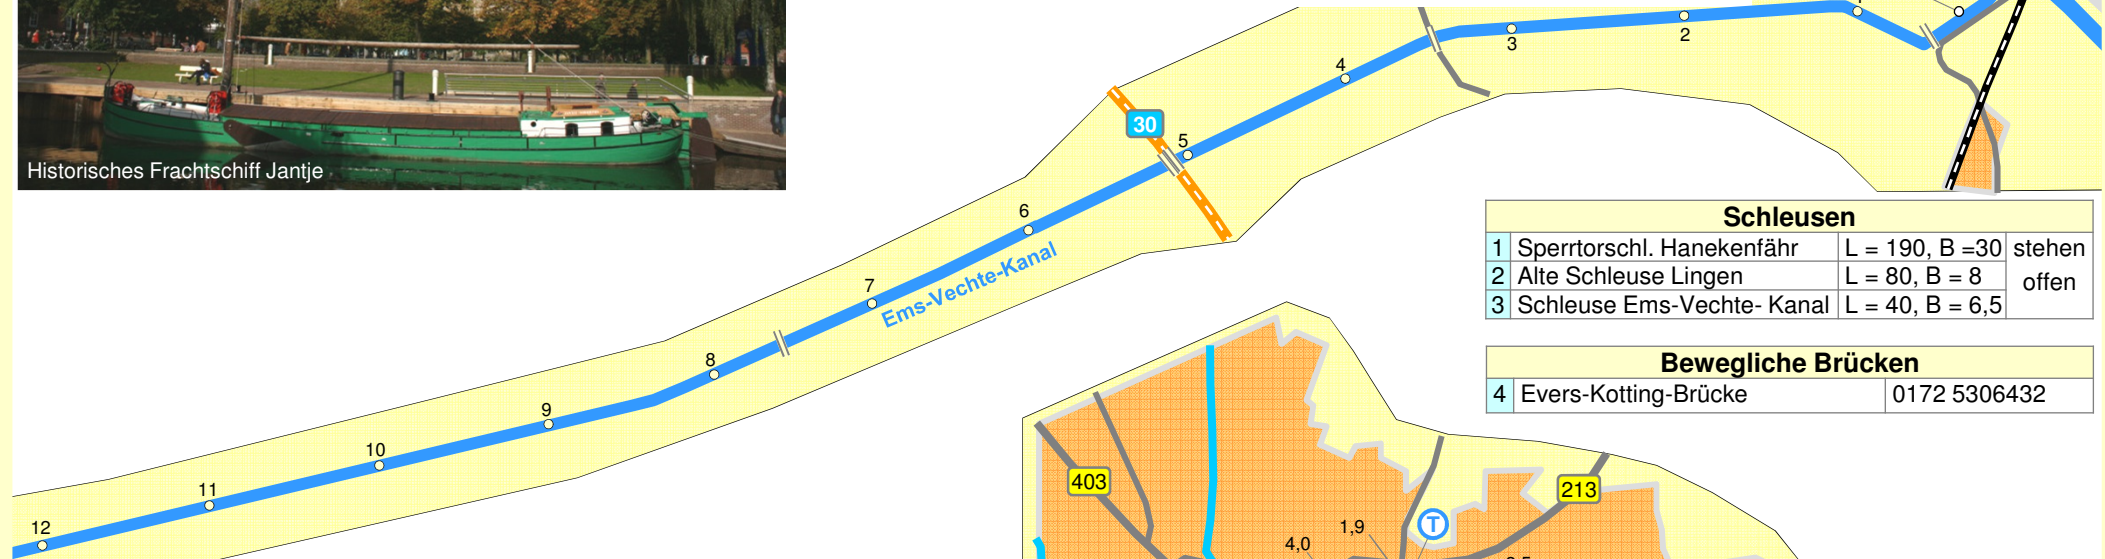 Historisches Frachtschiff Jantje
2
3
4
30
5
6
Ems-Vechte-Kanal
7
8
9
10
11
12
Schleusen
1 Sperrtorschl. Hanekenfähr L = 190, B =30 stehen
2 Alte Schleuse Lingen L = 80, B = 8 offen
3 Schleuse Ems-Vechte- Kanal L = 40, B = 6,5
Bewegliche Brücken
4 Evers-Kotting-Brücke 0172 5306432
403
213
T
1,9
4,0